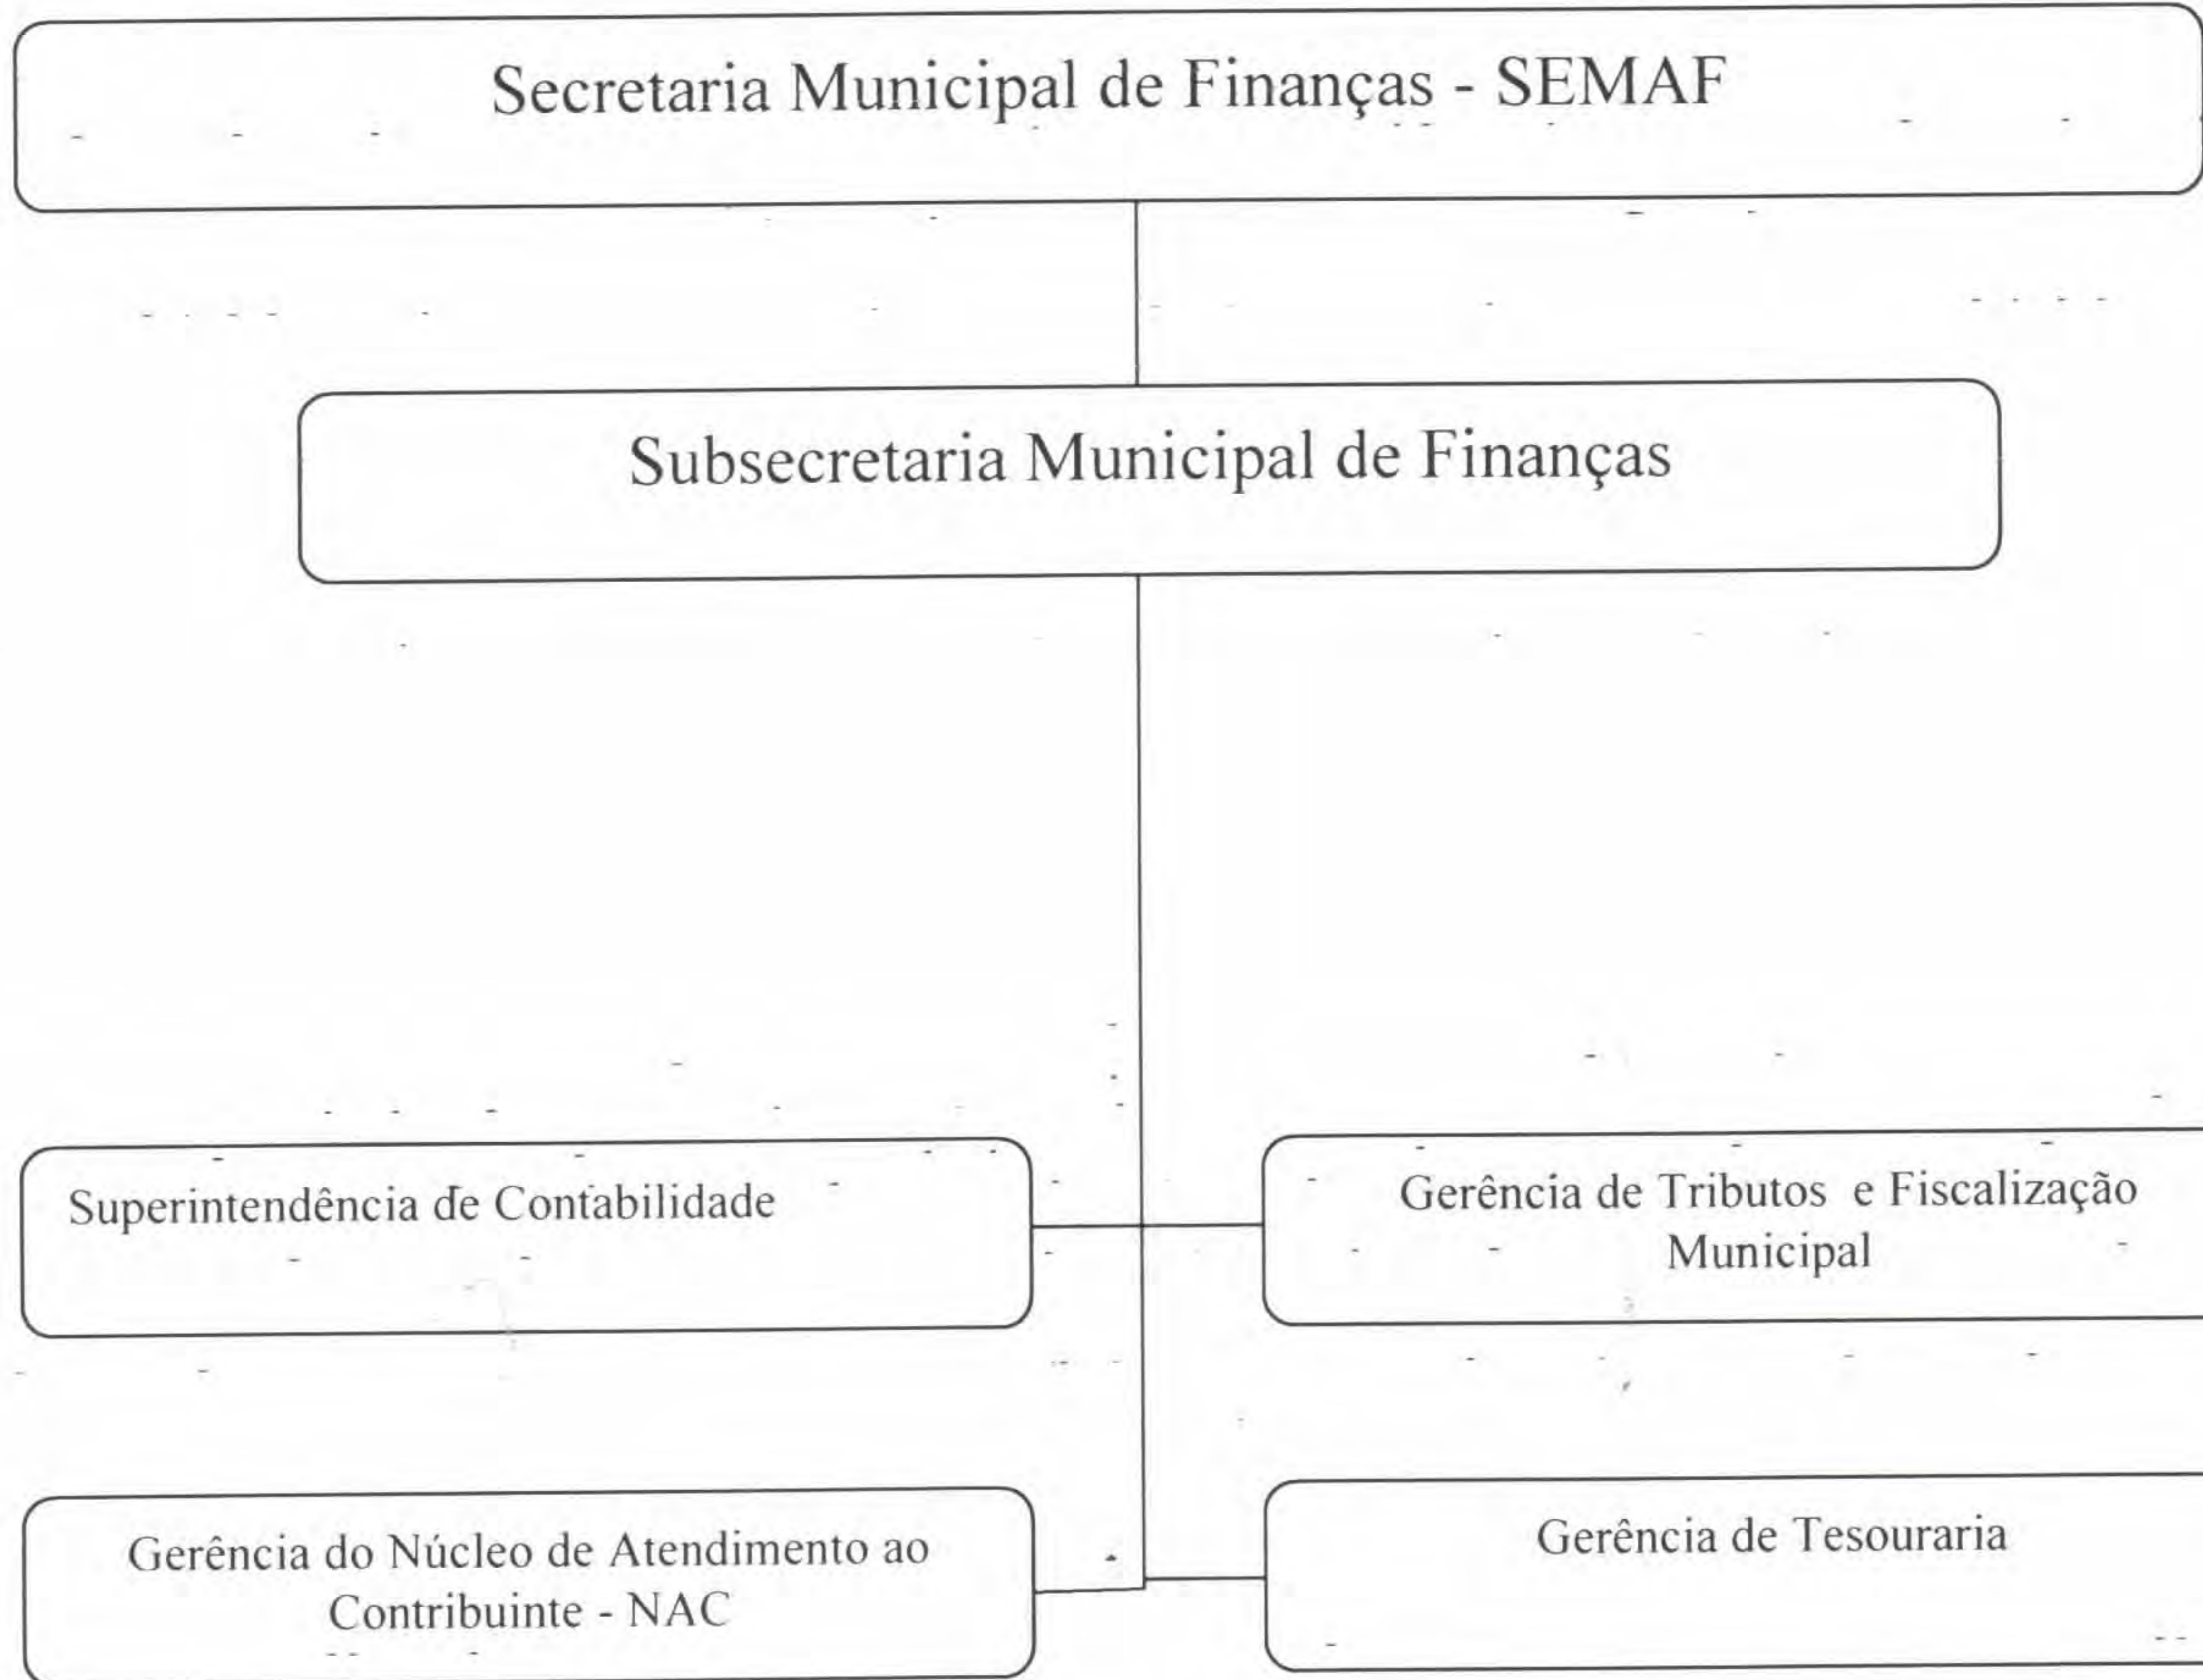 Secretaria Municipal de Finanças - SEMAF
Subsecretaria Municipal de Finanças
Superintendência de Contabilidade
Gerência de Tributos e Fiscalização
Municipal
Gerência do Núcleo de Atendimento ao
Contribuinte - NAC
Gerência de Tesouraria